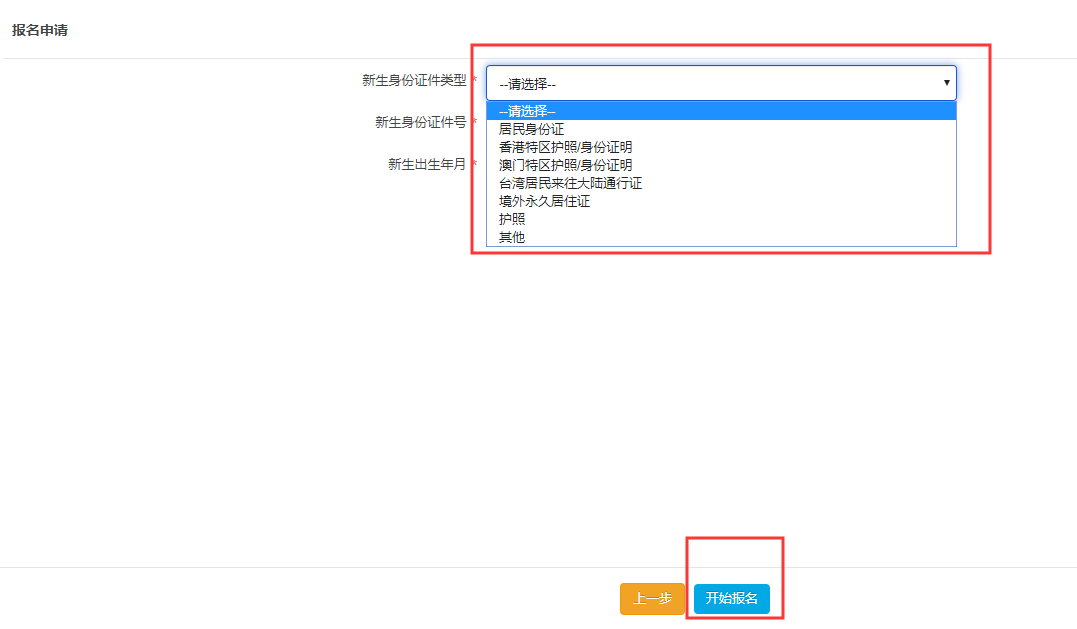 报名申请
新生身份证件类型 *
--请选择--
--请选择--
居民身份证
新生身份证件号 *
香港特区护照/身份证明
新生出生年月 *
澳门特区护照/身份证明
台湾居民来往大陆通行证
境外永久居住证
护照
其他
上一步
开始报名